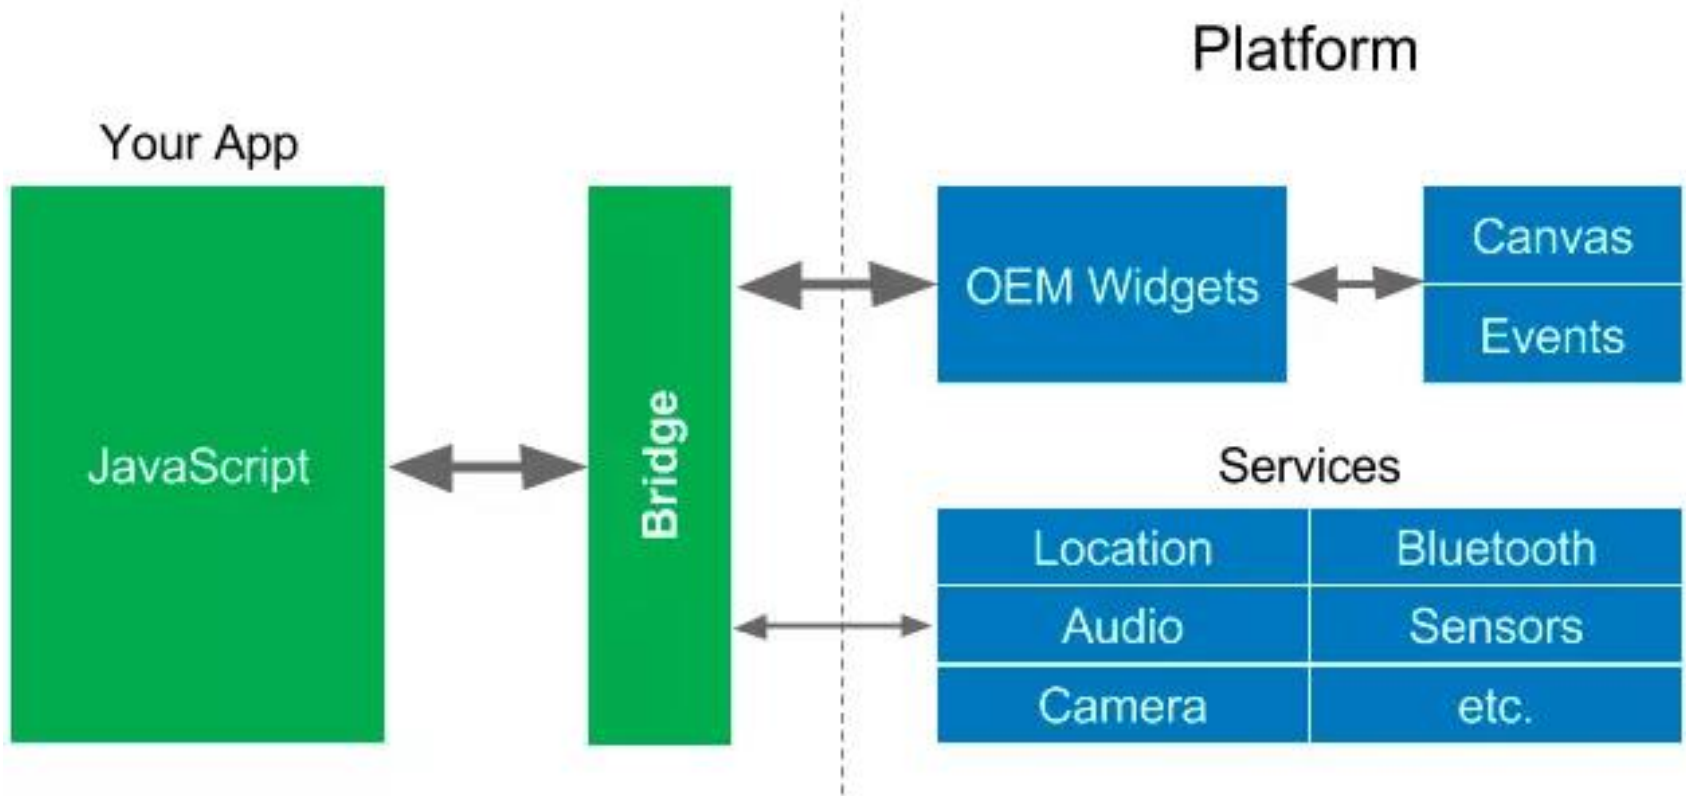 Platform
Your App
JavaScript
Bridge
OEM Widgets
Canvas
Events
Services
Location
Bluetooth
Audio
Sensors
Camera
etc.